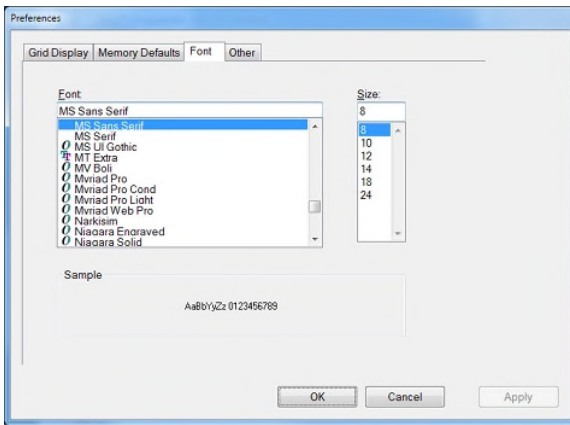 Preferences
Grid Display Memory Defaults Font Other
Font: Size:
MS Sans Serif 8
MS Sans Serif 8
MS Serif 10
MS UI Gothic 12
MT Extra 14
MV Boli 18
Myriad Pro 24
Myriad Pro Cond
Myriad Pro Light
Myriad Web Pro
Narkisim
Niagara Engraved
Niagara Solid
Sample
AaBbYyZz 0123456789
OK Cancel Apply